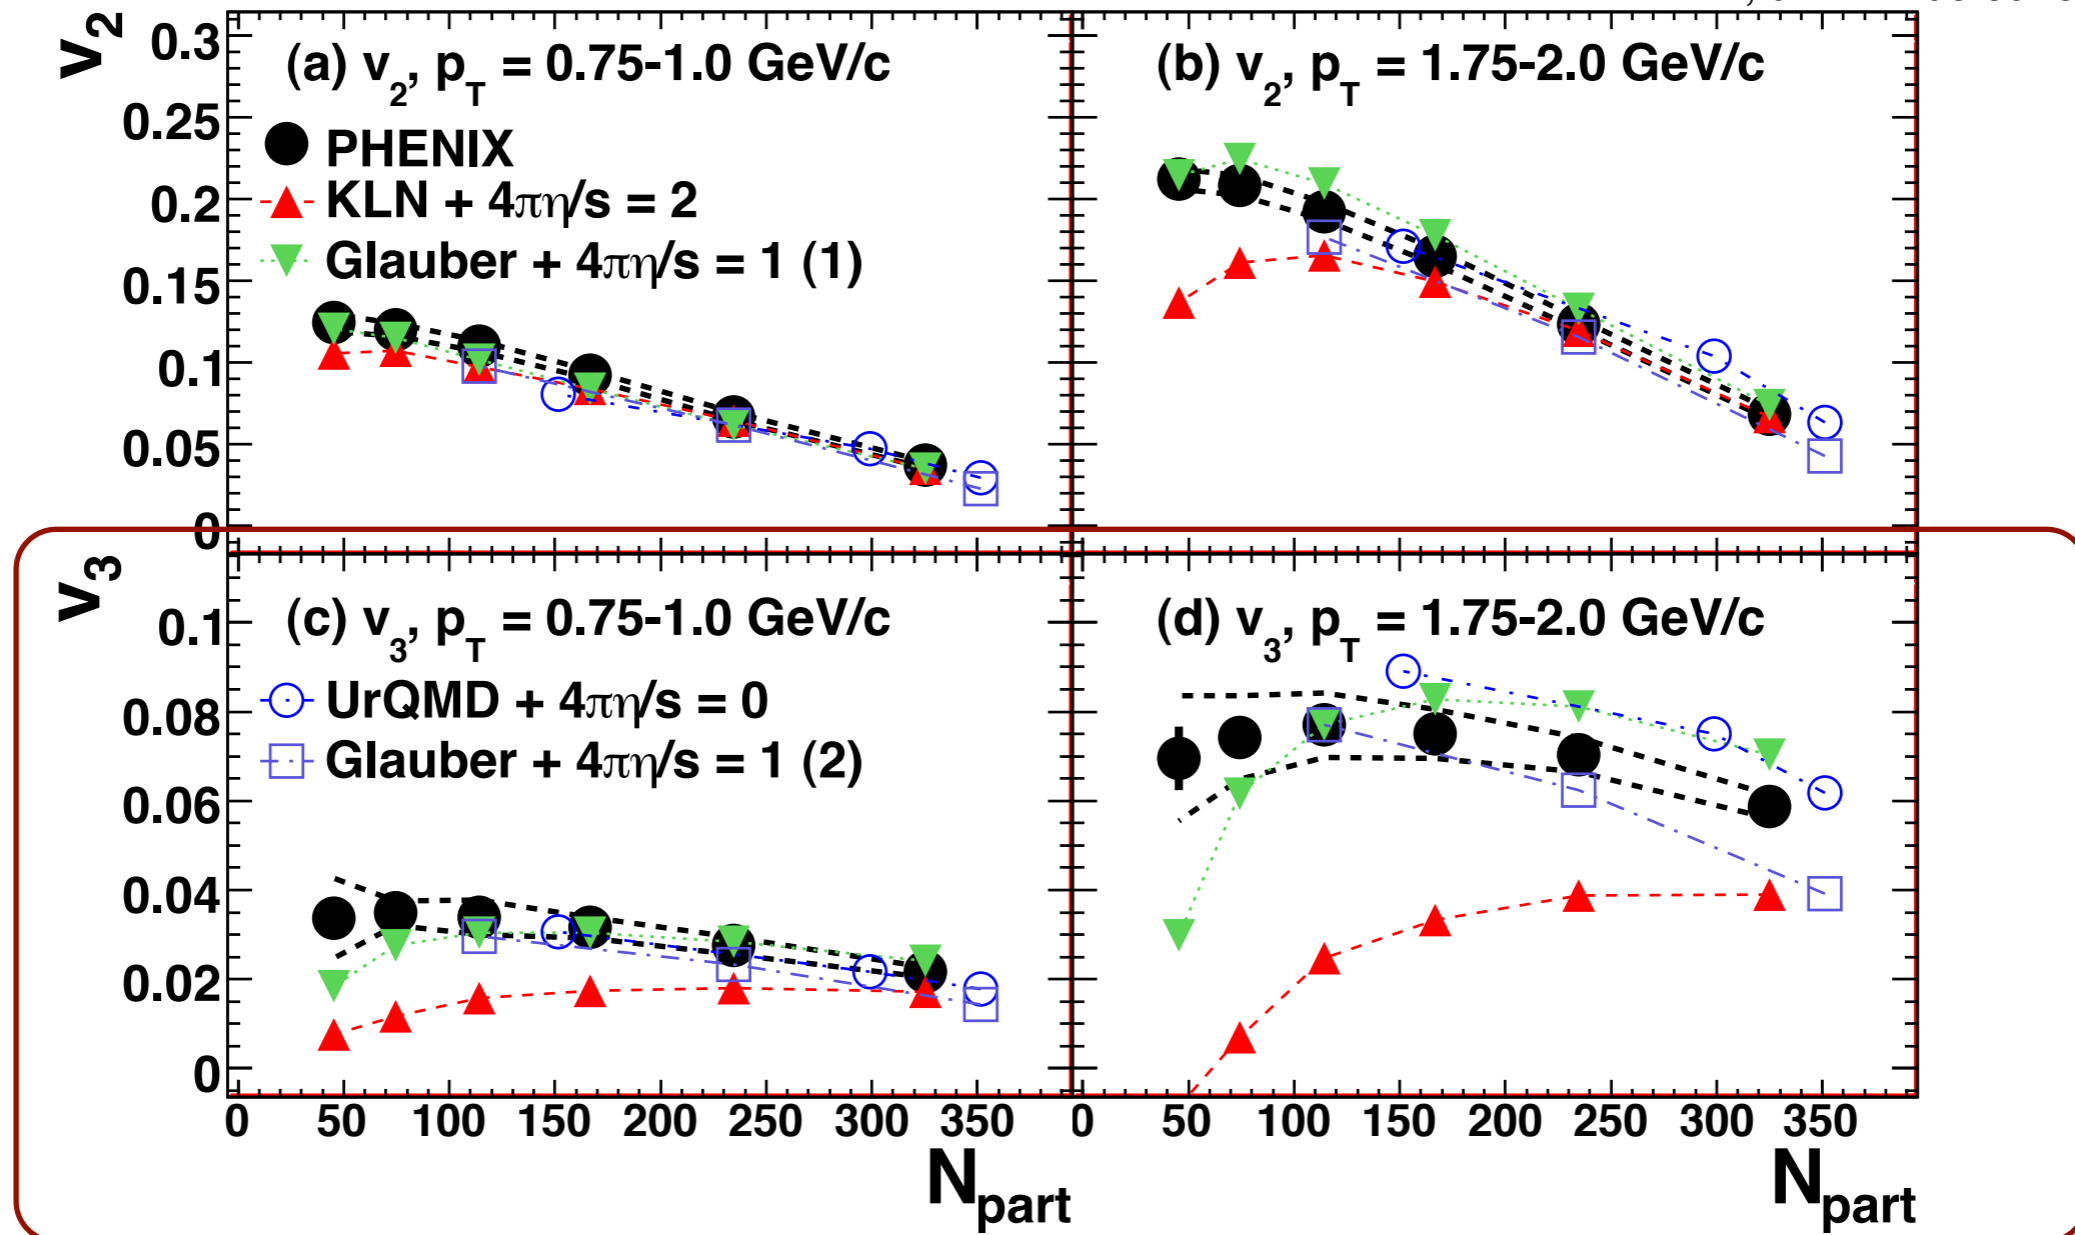 v2
0.3
0.25
0.2
0.15
0.1
0.05
0
(a) v2, pT = 0.75-1.0 GeV/c
PHENIX
KLN + 4πη/s = 2
Glauber + 4πη/s = 1 (1)
(b) v2, pT = 1.75-2.0 GeV/c
v3
0.1
0.08
0.06
0.04
0.02
0
(c) v3, pT = 0.75-1.0 GeV/c
UrQMD + 4πη/s = 0
Glauber + 4πη/s = 1 (2)
(d) v3, pT = 1.75-2.0 GeV/c
0 50 100 150 200 250 300 350
0 50 100 150 200 250 300 350
Npart
Npart